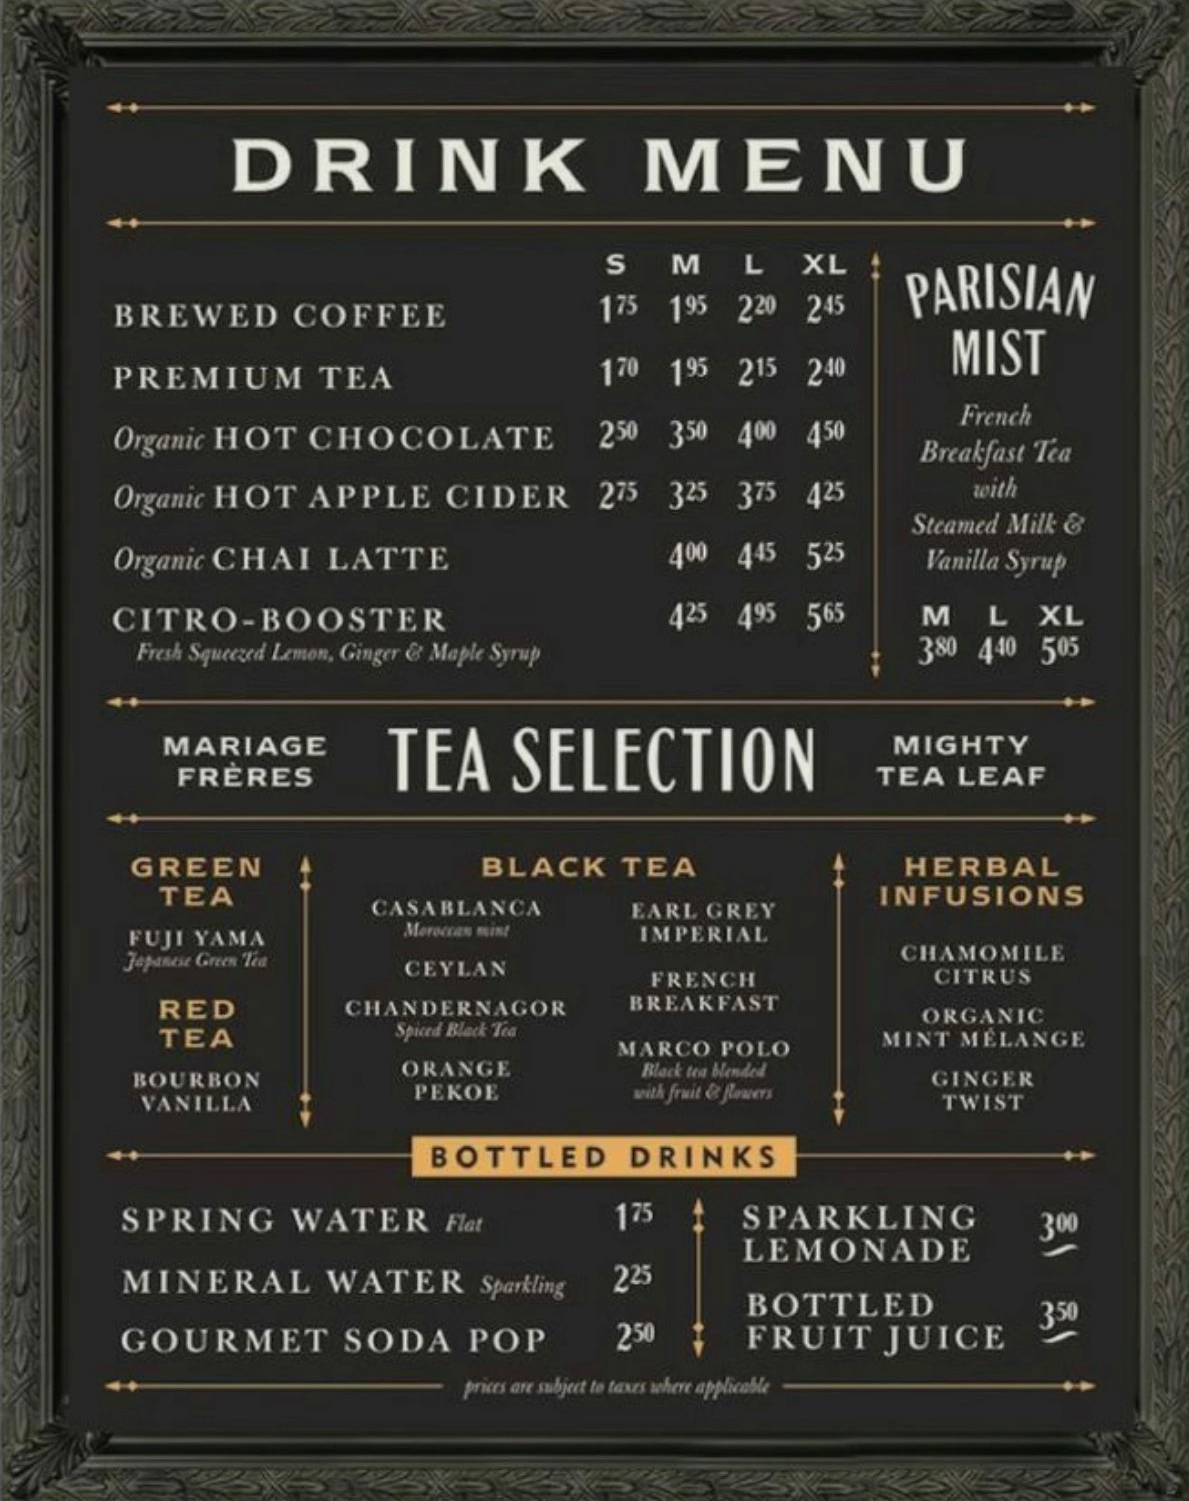 DRINK MENU
S M L XL
BREWED COFFEE 1.75 1.95 2.20 2.45
PREMIUM TEA 1.70 1.95 2.15 2.40
Organic HOT CHOCOLATE 2.50 3.50 4.00 4.50
Organic HOT APPLE CIDER 2.75 3.25 3.75 4.25
Organic CHAI LATTE 4.00 4.45 5.25
CITRO-BOOSTER 4.25 4.95 5.65
Fresh Squeezed Lemon, Ginger & Maple Syrup
PARISIAN
MIST
French
Breakfast Tea
with
Steamed Milk &
Vanilla Syrup
M L XL
3.80 4.40 5.05
MARIAGE
FRÈRES
TEA SELECTION
MIGHTY
TEA LEAF
GREEN
TEA
FUJI YAMA
Japanese Green Tea
RED
TEA
BOURBON
VANILLA
BLACK TEA
CASABLANCA
Moroccan mint
CEYLAN
CHANDERNAGOR
Spiced Black Tea
ORANGE
PEKOE
EARL GREY
IMPERIAL
FRENCH
BREAKFAST
MARCO POLO
Black tea blended
with fruit & flowers
HERBAL
INFUSIONS
CHAMOMILE
CITRUS
ORGANIC
MINT MÉLANGE
GINGER
TWIST
BOTTLED DRINKS
SPRING WATER Flat 1.75
MINERAL WATER Sparkling 2.25
GOURMET SODA POP 2.50
SPARKLING
LEMONADE 3.00
BOTTLED
FRUIT JUICE 3.50
prices are subject to taxes where applicable